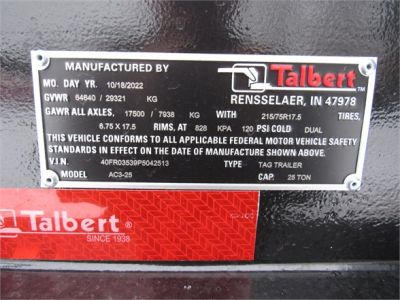 MANUFACTURED BY
Talbert™
MO. DAY YR. 10/18/2022
RENSSELAER, IN 47978
GVWR 64640 / 29321 KG
GAWR ALL AXLES. 17500 / 7938 KG WITH 215/75R17.5 TIRES,
6.75 X 17.5 RIMS, AT 828 KPA 120 PSI COLD DUAL
THIS VEHICLE CONFORMS TO ALL APPLICABLE FEDERAL MOTOR VEHICLE SAFETY
STANDARDS IN EFFECT ON THE DATE OF MANUFACTURE SHOWN ABOVE.
V.I.N. 40FR03539P5042513 TYPE TAG TRAILER
MODEL AC3-25 CAP. 25 TON
Talbert®
SINCE 1938